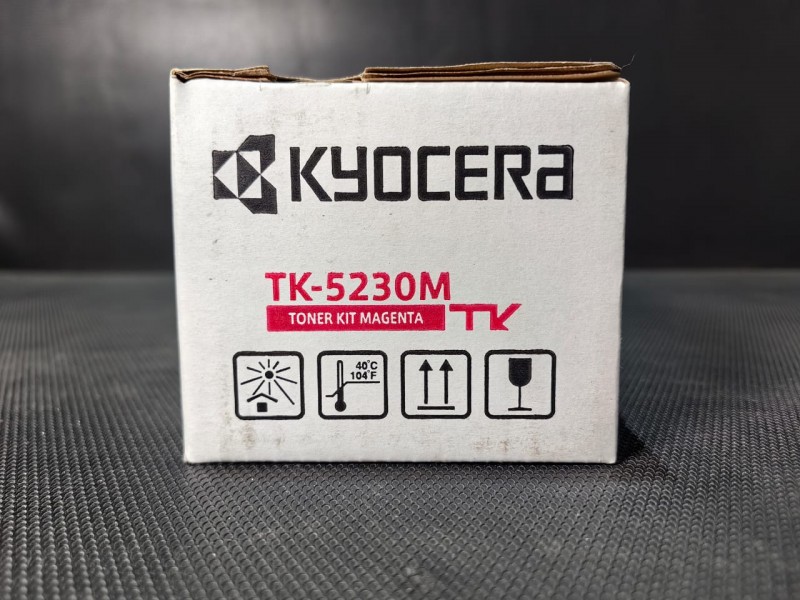 KYOCERA
TK-5230M
TONER KIT MAGENTA TK
40°C
104°F